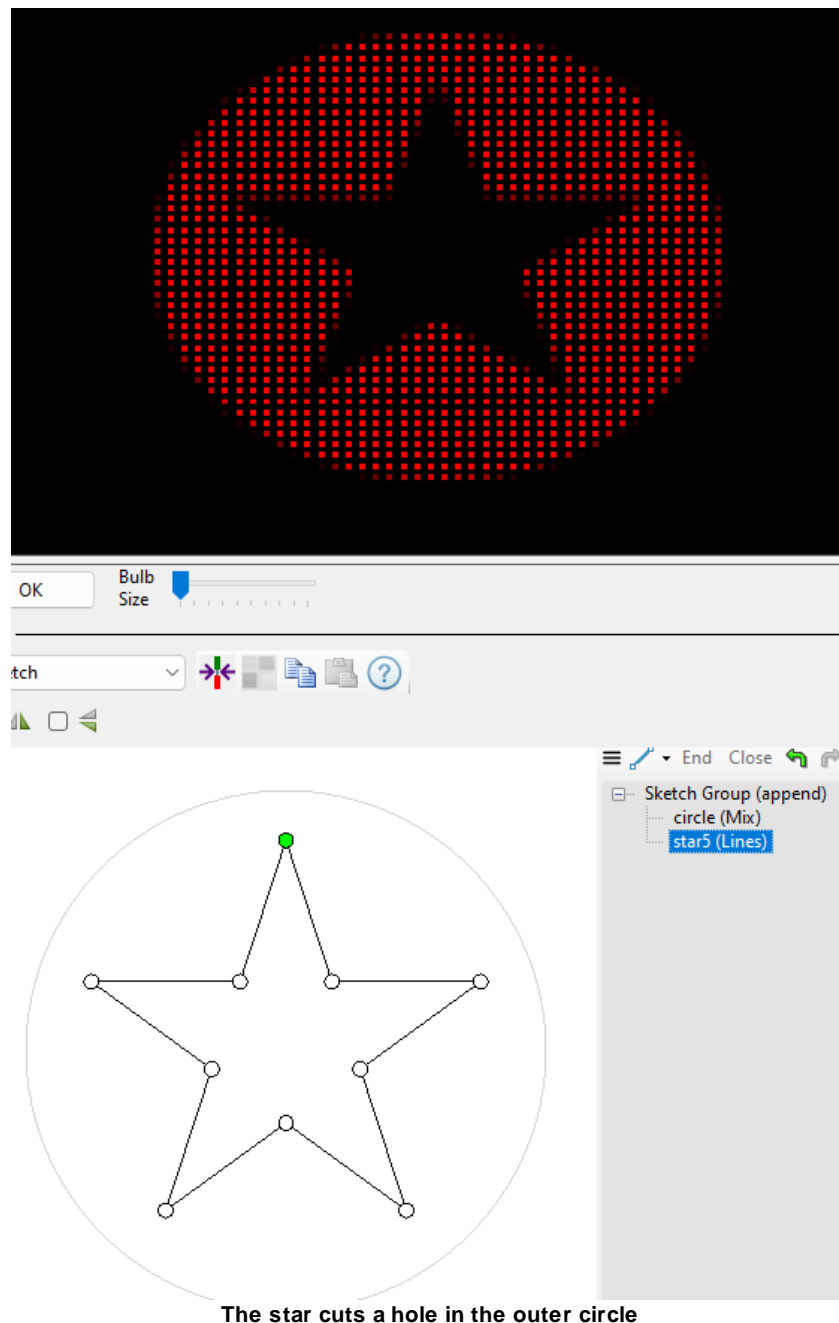 OK
Bulb
Size
tch
?
End Close
Sketch Group (append)
circle (Mix)
star5 (Lines)
The star cuts a hole in the outer circle